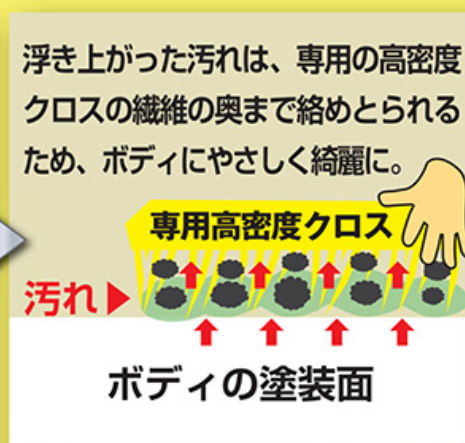 浮き上がった汚れは、専用の高密度
クロスの繊維の奥まで絡めとられる
ため、ボディにやさしく綺麗に。
専用高密度クロス
汚れ
ボディの塗装面